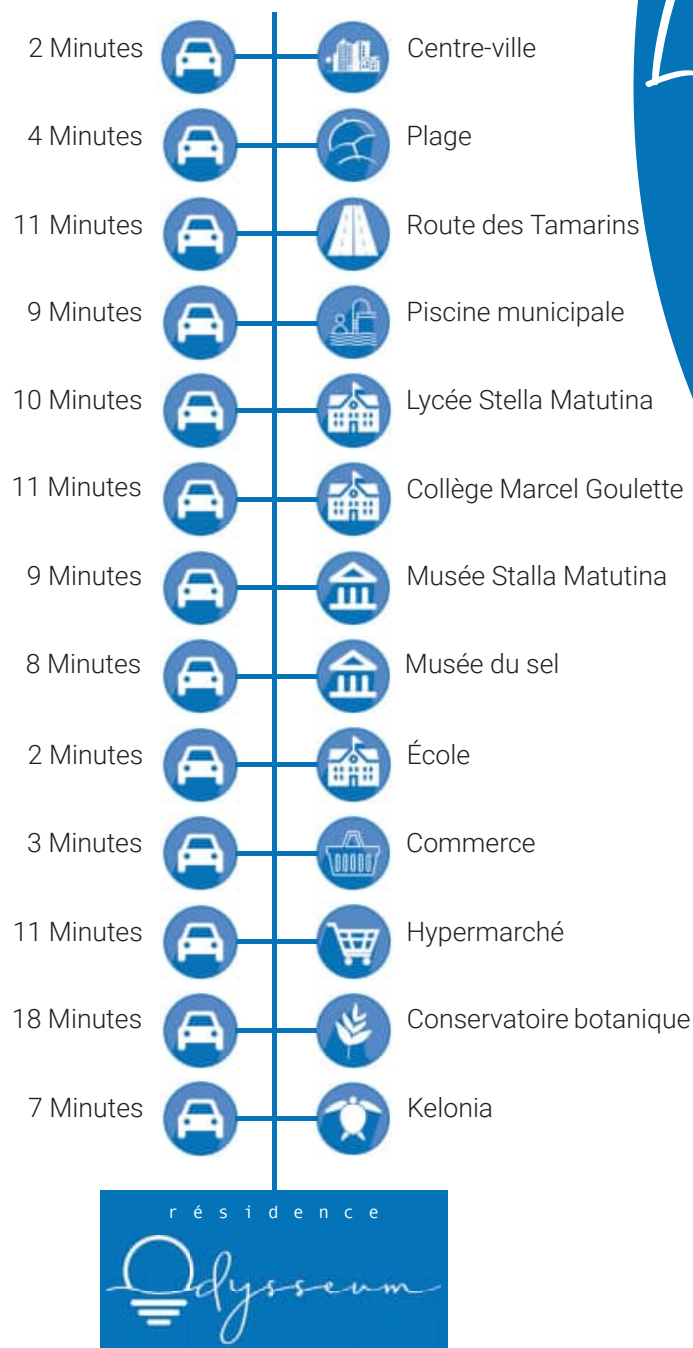 2 Minutes Centre-ville
4 Minutes Plage
11 Minutes Route des Tamarins
9 Minutes Piscine municipale
10 Minutes Lycée Stella Matutina
11 Minutes Collège Marcel Goulette
9 Minutes Musée Stalla Matutina
8 Minutes Musée du sel
2 Minutes École
3 Minutes Commerce
11 Minutes Hypermarché
18 Minutes Conservatoire botanique
7 Minutes Kelonia
résidence
Odysseum